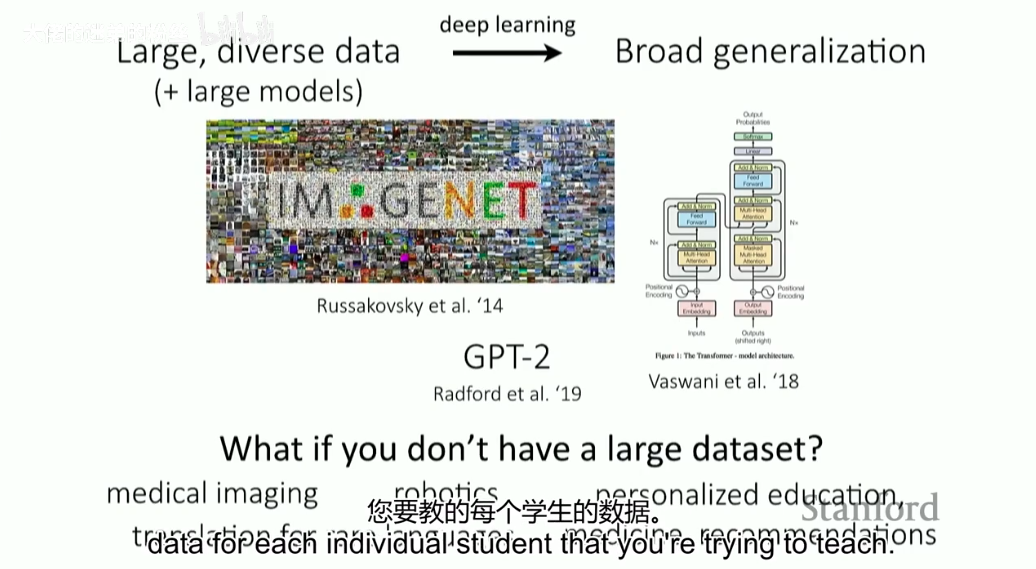 deep learning
Large, diverse data
Broad generalization
(+ large models)
IMAGENET
Russakovsky et al. ‘14
GPT-2
Radford et al. ‘19
Output
Probabilities
Softmax
Linear
Add & Norm
Feed
Forward
Add & Norm
Multi-Head
Attention
Add & Norm
Feed
Forward
Nx
Add & Norm
Multi-Head
Attention
Add & Norm
Masked
Multi-Head
Attention
Nx
Positional
Encoding
Positional
Encoding
Input
Embedding
Output
Embedding
Inputs
Outputs
(shifted right)
Figure 1: The Transformer - model architecture.
Vaswani et al. ‘18
What if you don’t have a large dataset?
medical imaging
robotics
personalized education,
Stanford
translation for rare languages
medicine, recommendations
您要教的每个学生的数据。
data for each individual student that you're trying to teach.